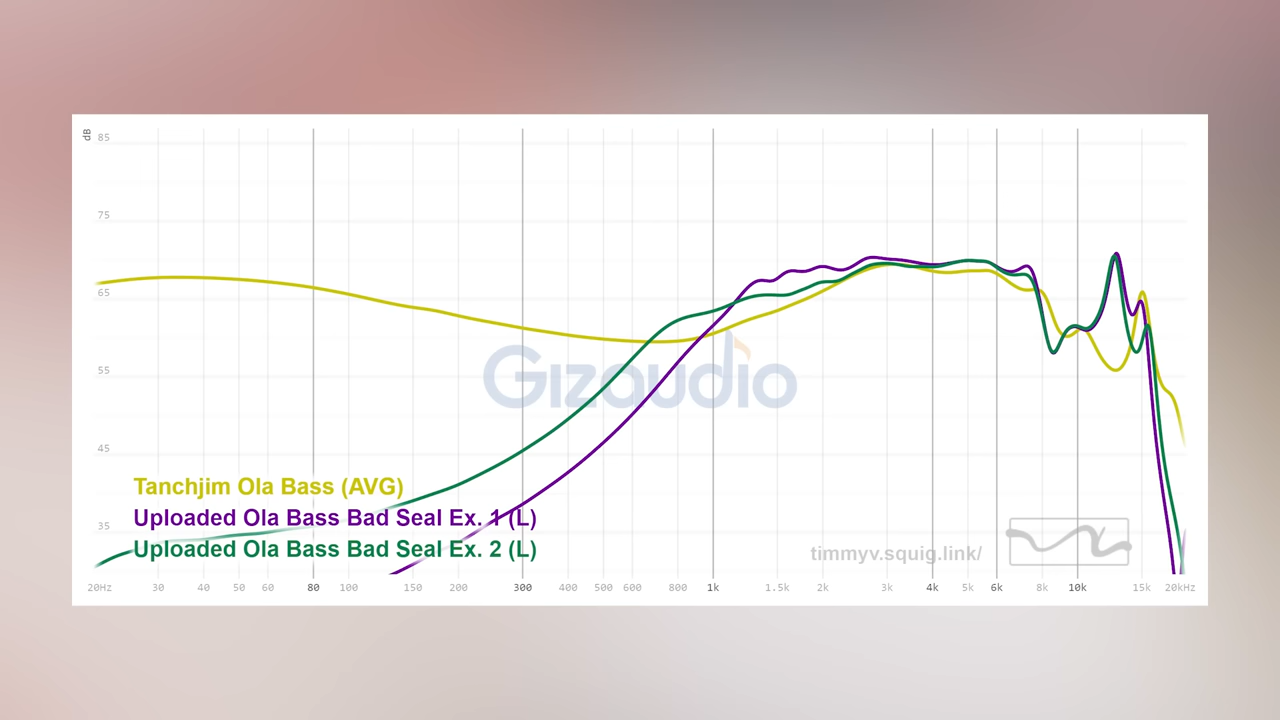 dB
85
75
65
55
45
35
Gizaudio
Tanchjim Ola Bass (AVG)
Uploaded Ola Bass Bad Seal Ex. 1 (L)
Uploaded Ola Bass Bad Seal Ex. 2 (L)
timmyv.squig.link/
20Hz 30 40 50 60 80 100 150 200 300 400 500 600 800 1k 1.5k 2k 3k 4k 5k 6k 8k 10k 15k 20kHz